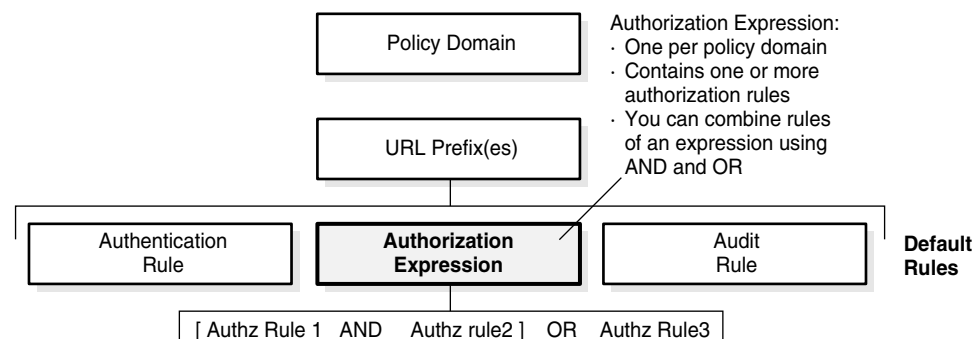 Policy Domain
Authorization Expression:
· One per policy domain
· Contains one or more
authorization rules
· You can combine rules
of an expression using
AND and OR
URL Prefix(es)
Authentication
Rule
Authorization
Expression
Audit
Rule
Default
Rules
[ Authz Rule 1 AND Authz rule2 ] OR Authz Rule3